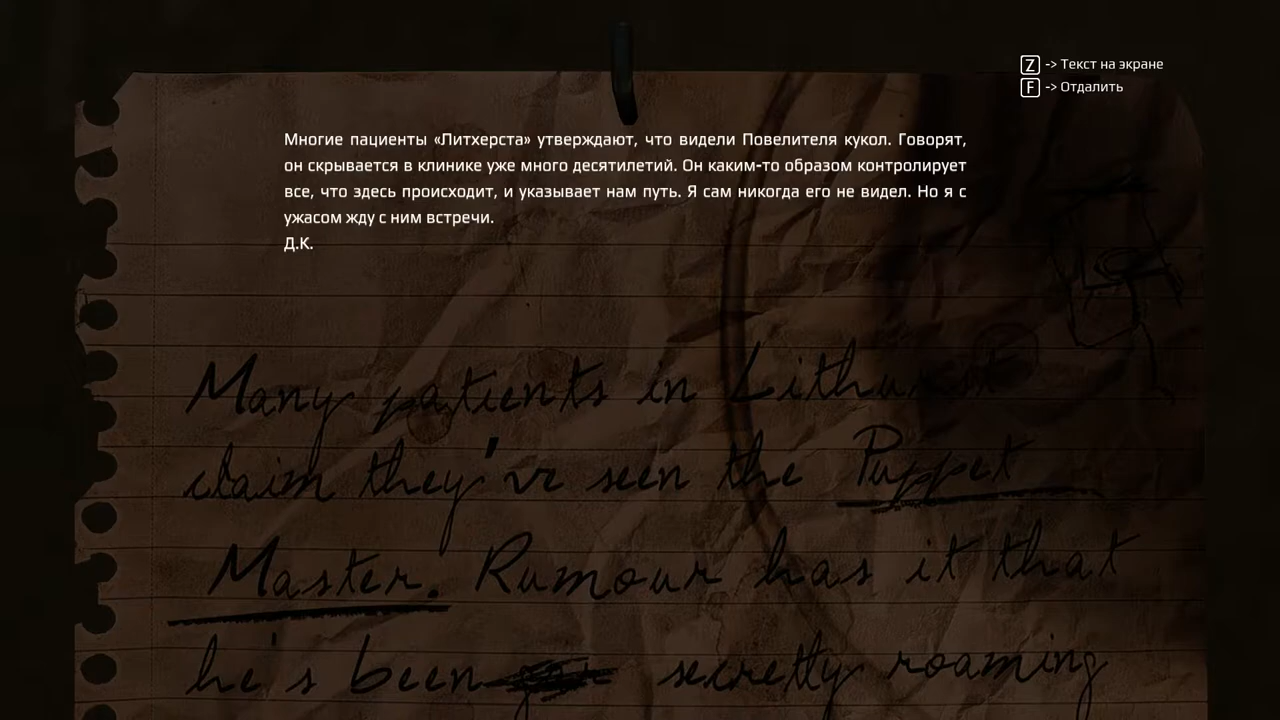 Z -> Текст на экране
F -> Отдалить
Многие пациенты «Литхерста» утверждают, что видели Повелителя кукол. Говорят,
он скрывается в клинике уже много десятилетий. Он каким-то образом контролирует
все, что здесь происходит, и указывает нам путь. Я сам никогда его не видел. Но я с
ужасом жду с ним встречи.
Д.К.
Many patients in Lithurst
claim they've seen the Puppet
Master. Rumour has it that
he's been secretly roaming